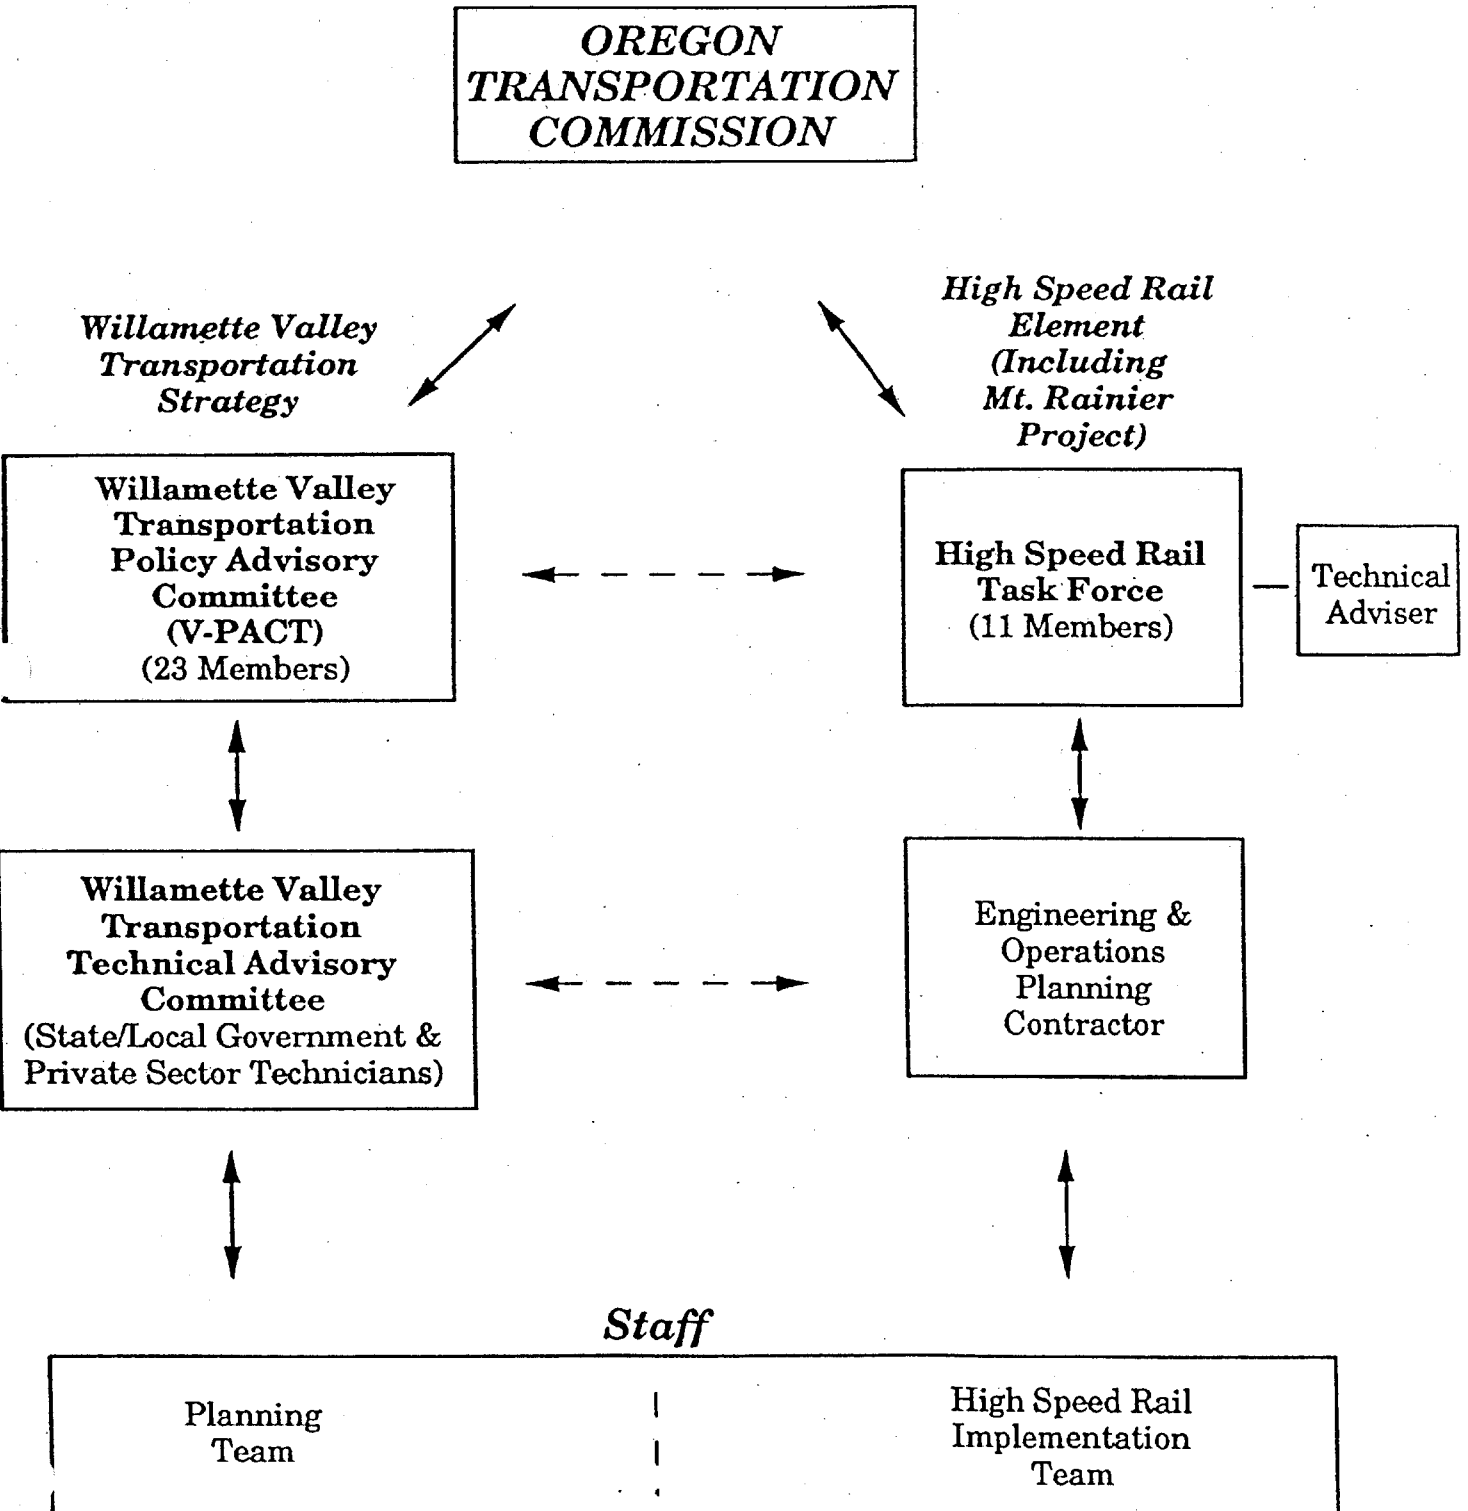 OREGON
TRANSPORTATION
COMMISSION
Willamette Valley
Transportation
Strategy
High Speed Rail
Element
(Including
Mt. Rainier
Project)
Willamette Valley
Transportation
Policy Advisory
Committee
(V-PACT)
(23 Members)
High Speed Rail
Task Force
(11 Members)
Technical
Adviser
Willamette Valley
Transportation
Technical Advisory
Committee
(State/Local Government &
Private Sector Technicians)
Engineering &
Operations
Planning
Contractor
Staff
Planning
Team
High Speed Rail
Implementation
Team